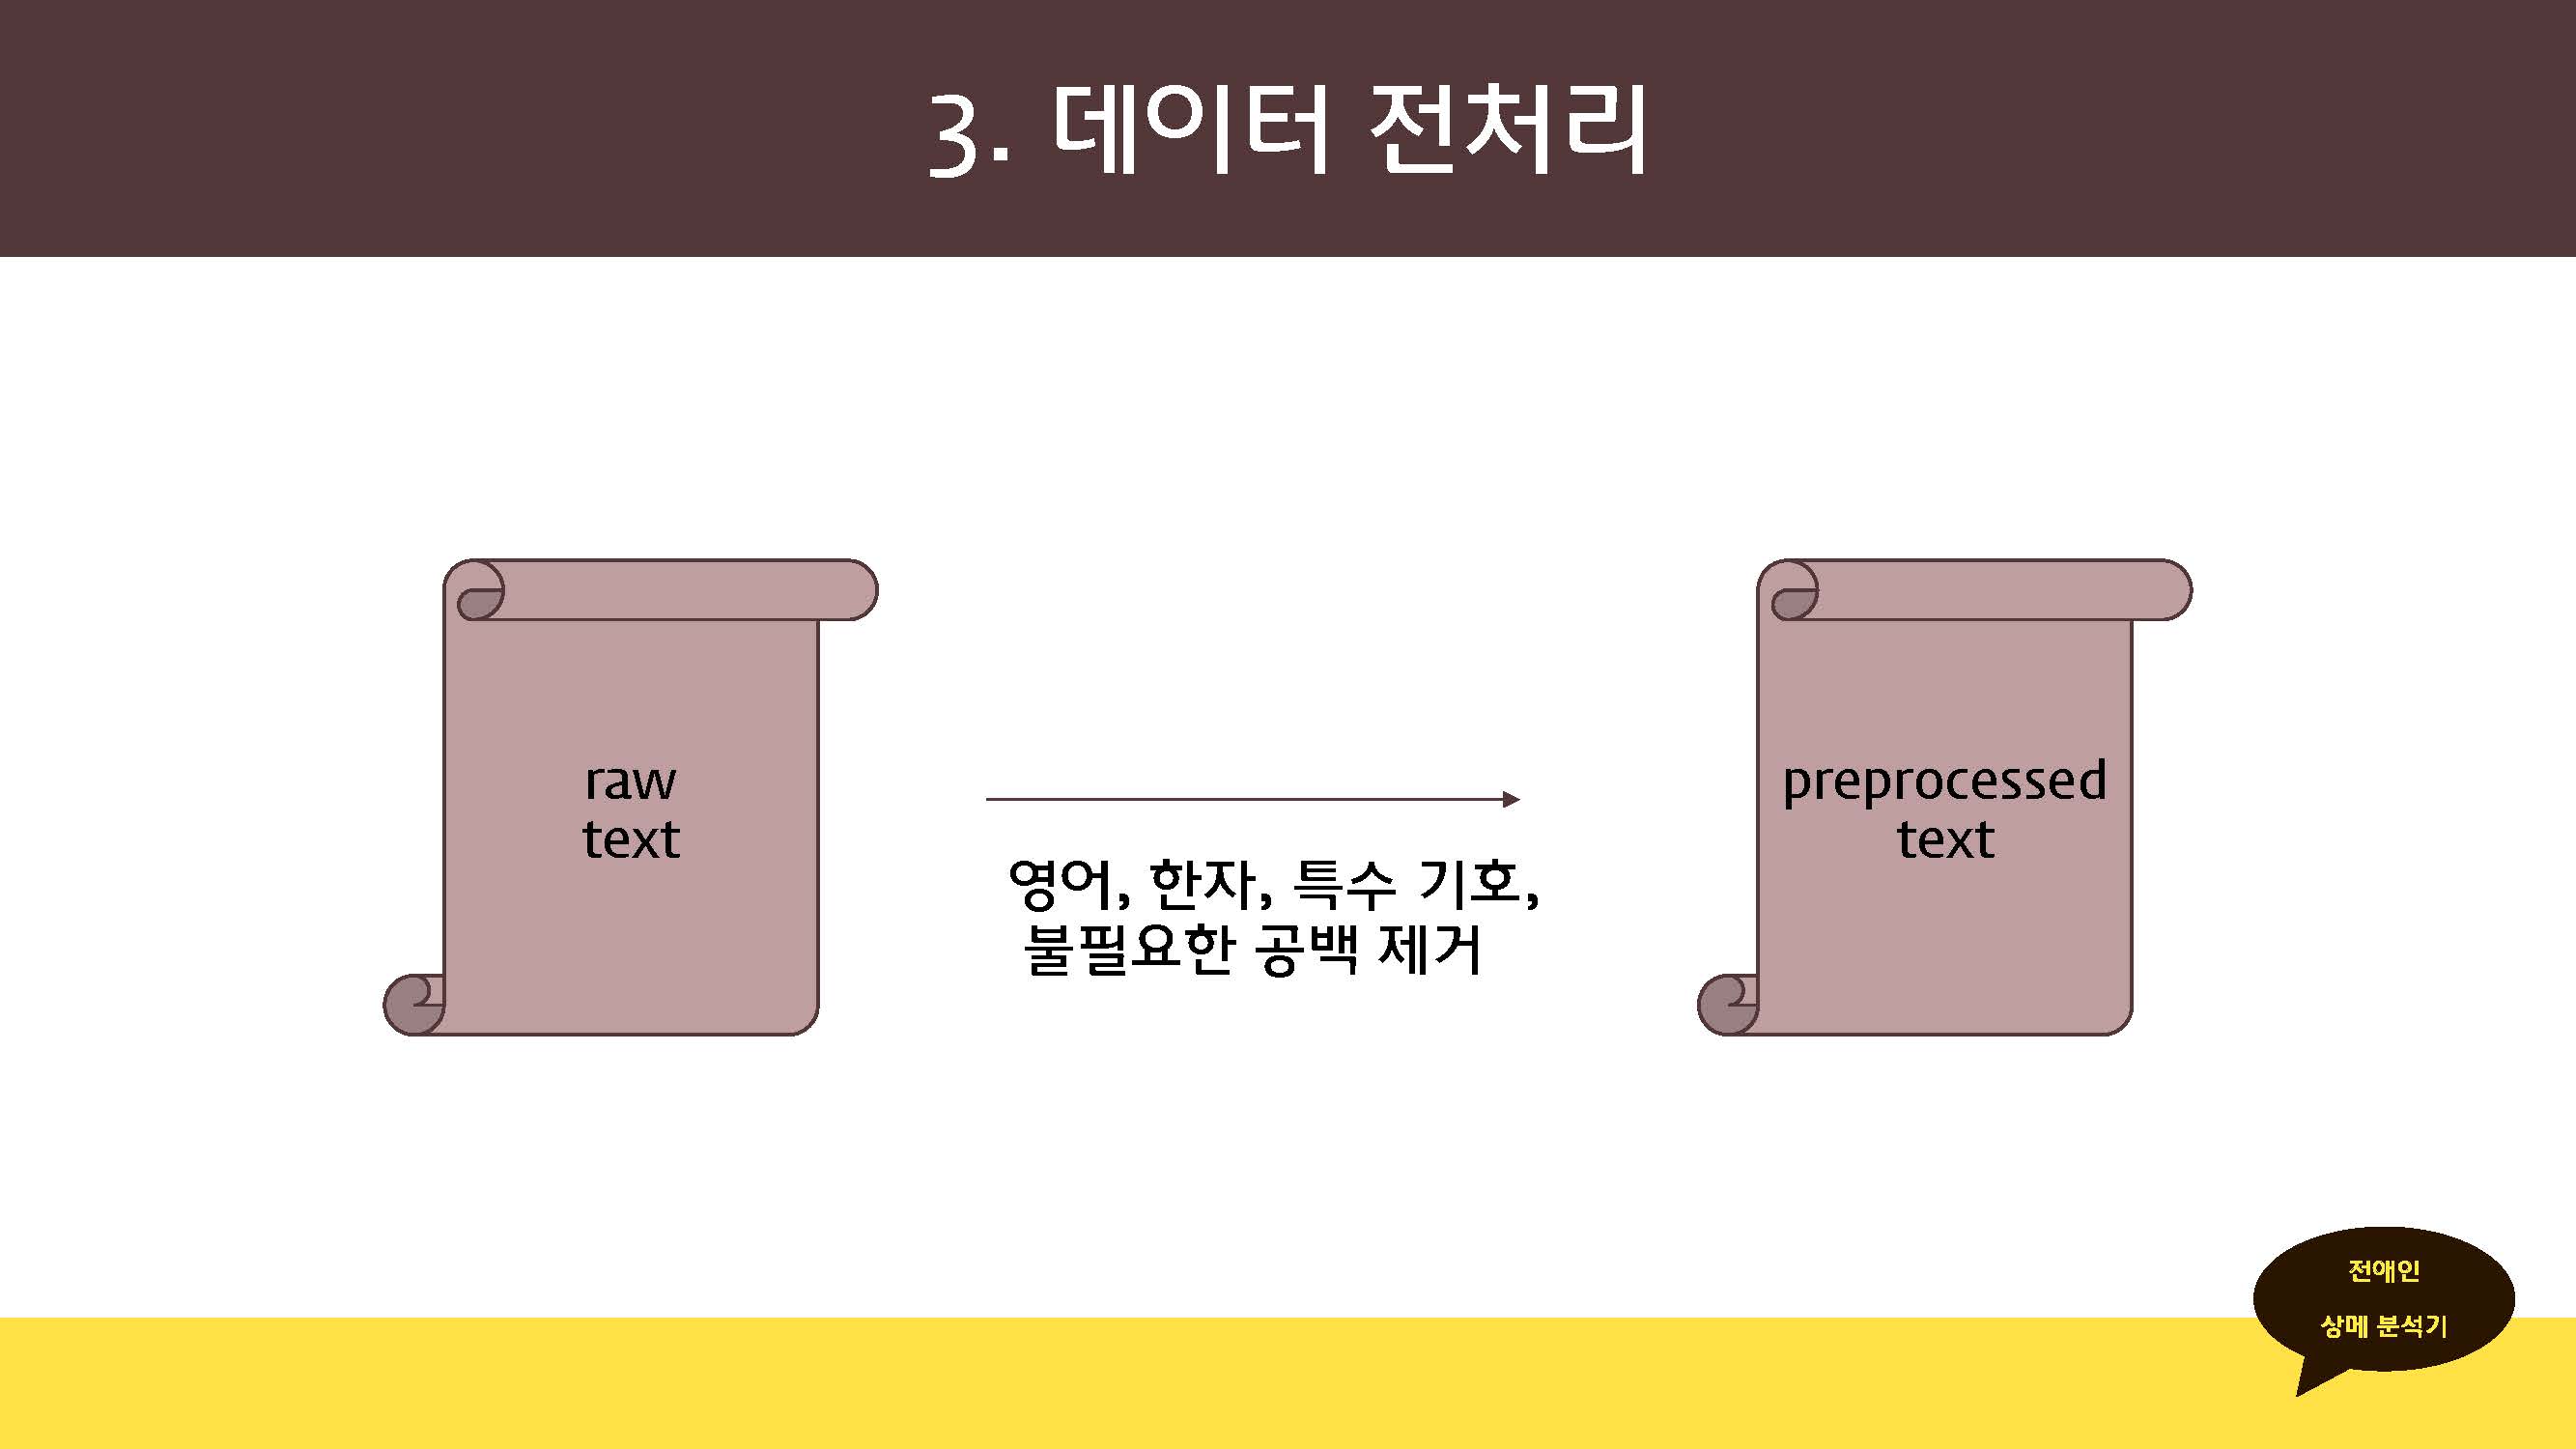 3. 데이터 전처리
raw
text
영어, 한자, 특수 기호,
불필요한 공백 제거
preprocessed
text
전애인
상메 분석기